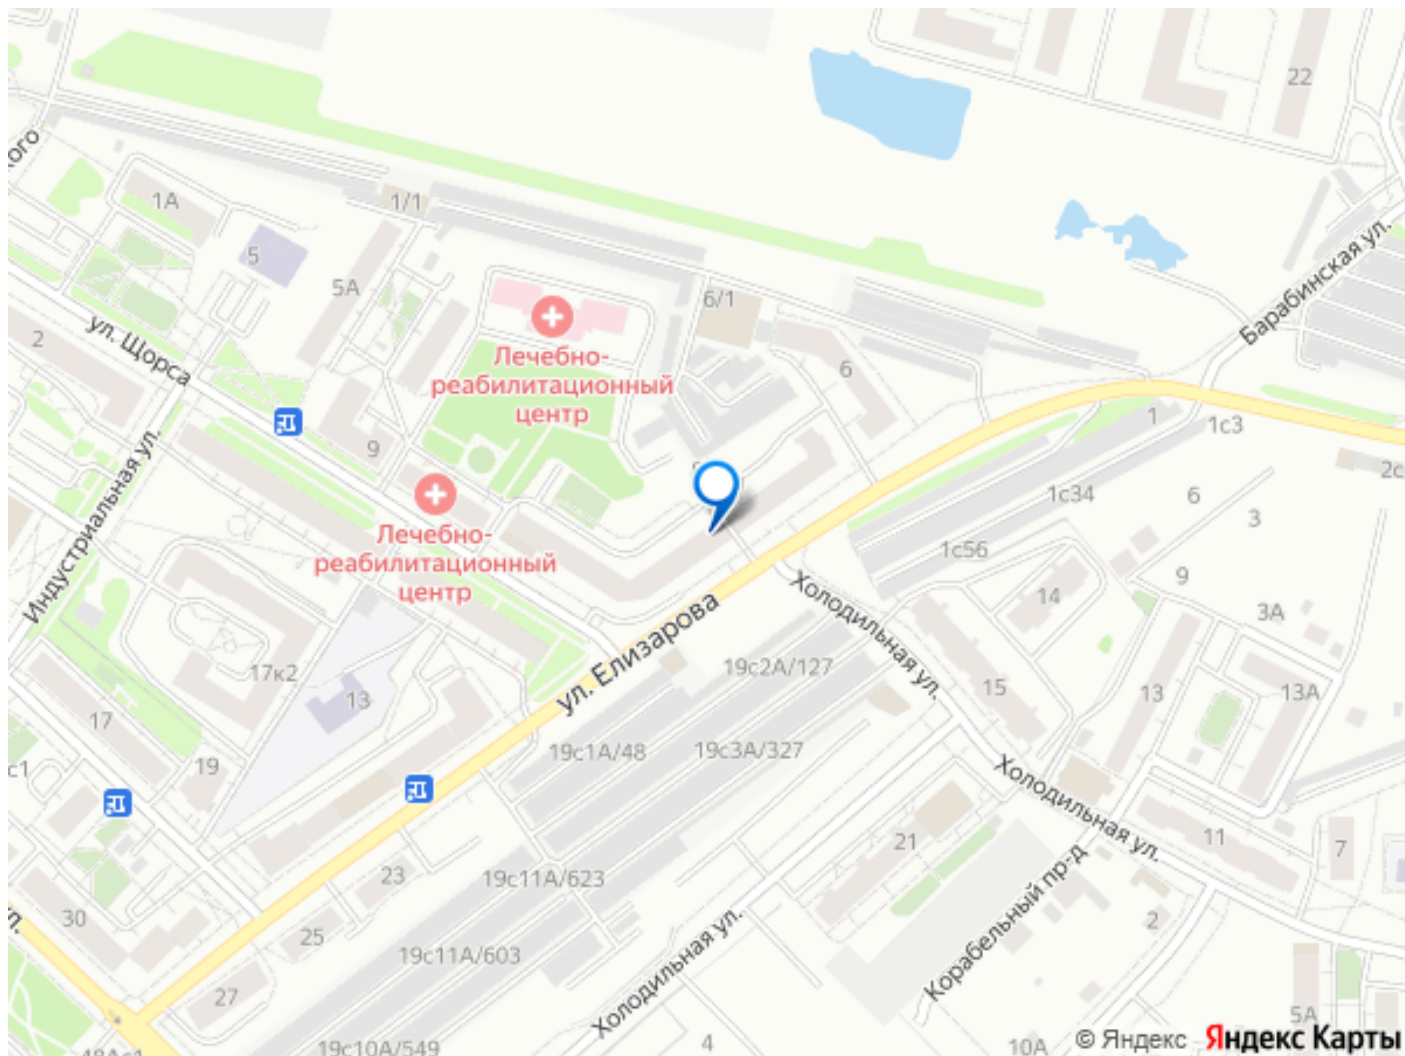 22
кого
1А
1/1
5
5А
6/1
Барабинская ул.
2
ул. Щорса
Лечебно-
реабилитационный
центр
6
1
1с3
9
2с
1с34
6
3
Индустриальная ул.
Лечебно-
реабилитационный
центр
1с56
9
14
3А
Холодильная ул.
ул. Елизарова
17к2
13
19с2А/127
15
13
13А
17
19
19с1А/48
19с3А/327
с1
Холодильная ул.
23
19с11А/623
21
11
7
30
25
19с11А/603
Холодильная ул.
Корабельный пр-д
2
ул.
27
4
5А
10А
19с10А/549
© Яндекс Яндекс Карты